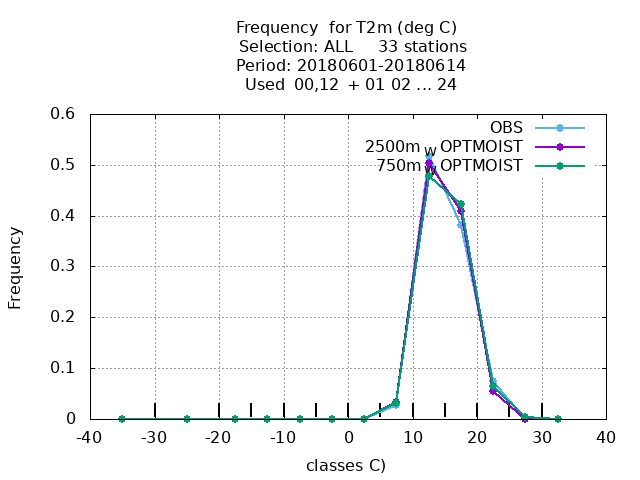 Frequency  for T2m (deg C)
Selection: ALL     33 stations
Period: 20180601-20180614
Used  00,12  + 01 02 ... 24
0.6
0.5
0.4
0.3
0.2
0.1
0
Frequency
OBS
2500m w OPTMOIST
750m w OPTMOIST
-40 -30 -20 -10 0 10 20 30 40
classes C)